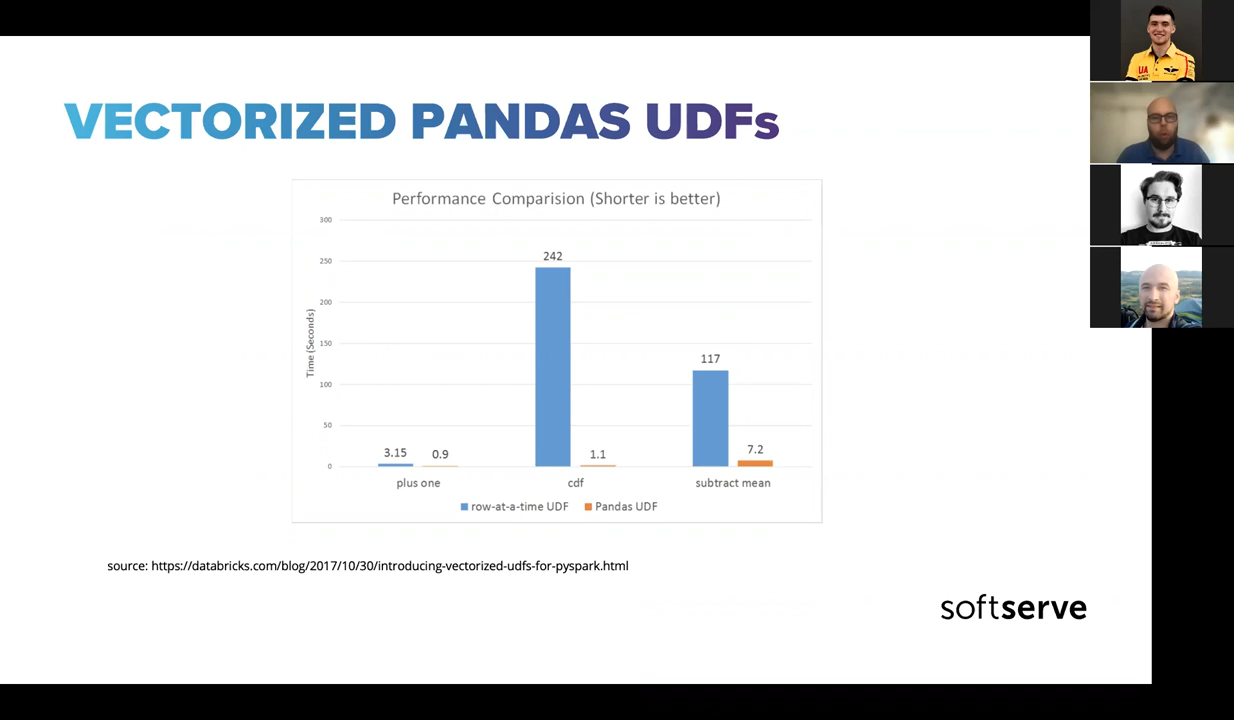 VECTORIZED PANDAS UDFs
Performance Comparision (Shorter is better)
300
250
200
150
100
50
0
Time (Seconds)
3.15
0.9
242
1.1
117
7.2
plus one
cdf
subtract mean
row-at-a-time UDF
Pandas UDF
source: https://databricks.com/blog/2017/10/30/introducing-vectorized-udfs-for-pyspark.html
softserve
UA